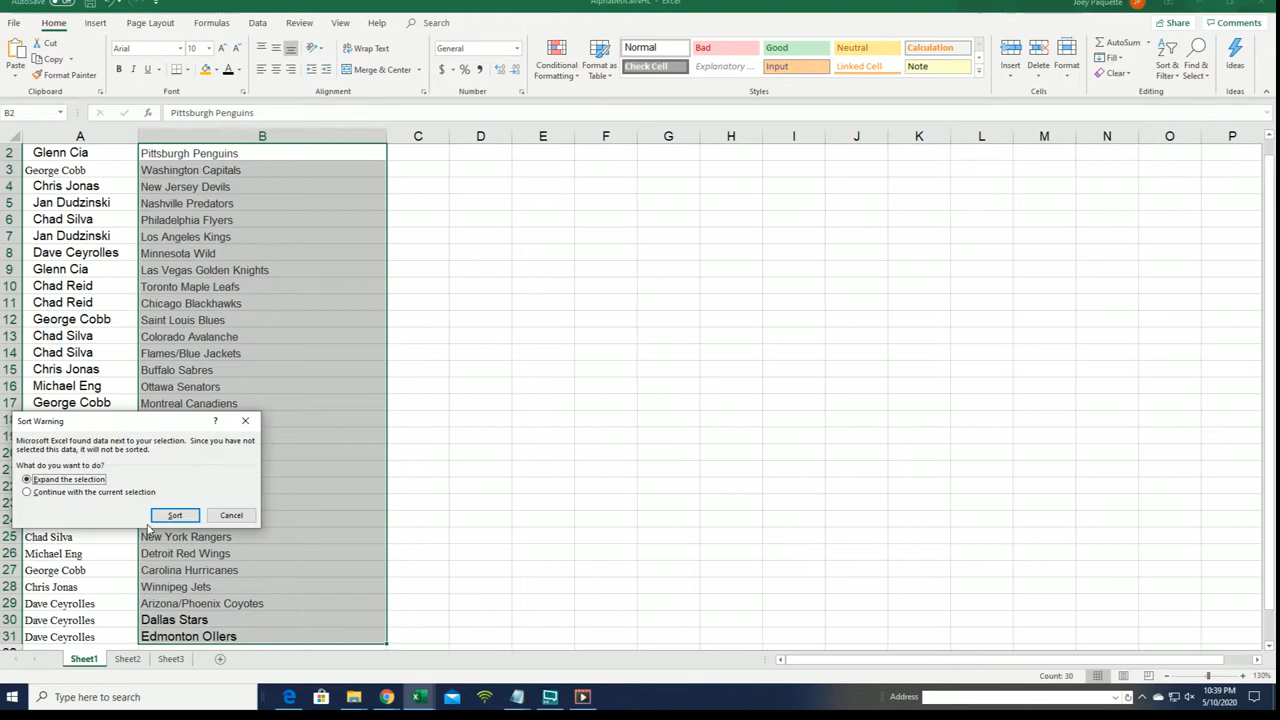 AutoSave Off AlphabeticalNHL - Excel Joey Paquette JP
File Home Insert Page Layout Formulas Data Review View Help Search Share Comments
Paste Cut Copy Format Painter
Arial 10 A A B I U A
Wrap Text Merge & Center
General $ % 9
Conditional Formatting Format as Table
Normal Bad Good Neutral Calculation
Check Cell Explanatory ... Input Linked Cell Note
Insert Delete Format
AutoSum Fill Clear Sort & Filter Find & Select Ideas
Clipboard Font Alignment Number Styles Cells Editing Ideas
B2 fx Pittsburgh Penguins
A B C D E F G H I J K L M N O P
2 Glenn Cia Pittsburgh Penguins
3 George Cobb Washington Capitals
4 Chris Jonas New Jersey Devils
5 Jan Dudzinski Nashville Predators
6 Chad Silva Philadelphia Flyers
7 Jan Dudzinski Los Angeles Kings
8 Dave Ceyrolles Minnesota Wild
9 Glenn Cia Las Vegas Golden Knights
10 Chad Reid Toronto Maple Leafs
11 Chad Reid Chicago Blackhawks
12 George Cobb Saint Louis Blues
13 Chad Silva Colorado Avalanche
14 Chad Silva Flames/Blue Jackets
15 Chris Jonas Buffalo Sabres
16 Michael Eng Ottawa Senators
17 George Cobb Montreal Canadiens
Sort Warning ? ×
Microsoft Excel found data next to your selection. Since you have not
selected this data, it will not be sorted.
What do you want to do?
Expand the selection
Continue with the current selection
Sort Cancel
25 Chad Silva New York Rangers
26 Michael Eng Detroit Red Wings
27 George Cobb Carolina Hurricanes
28 Chris Jonas Winnipeg Jets
29 Dave Ceyrolles Arizona/Phoenix Coyotes
30 Dave Ceyrolles Dallas Stars
31 Dave Ceyrolles Edmonton OIlers
Sheet1 Sheet2 Sheet3
Count: 30 130%
Type here to search Address 10:39 PM
5/10/2020